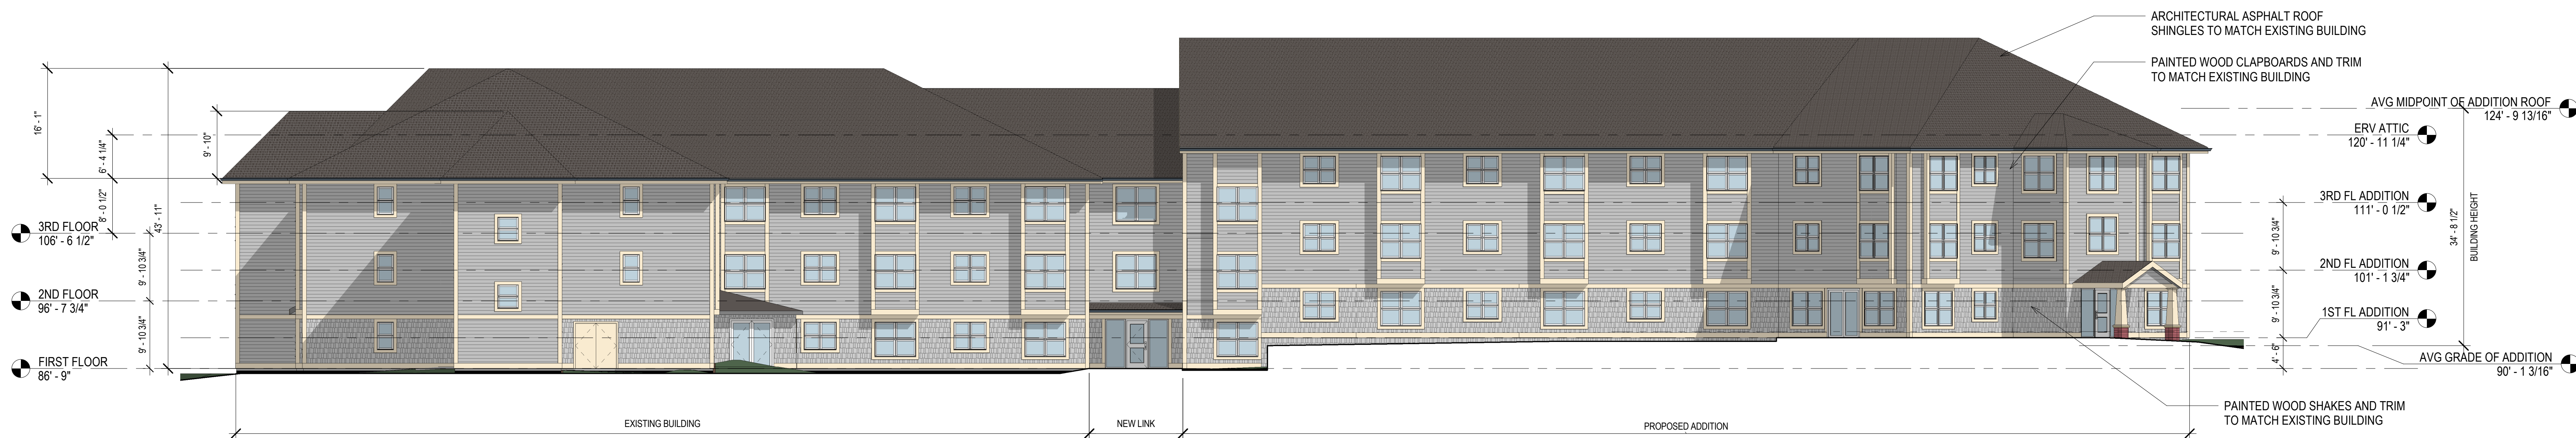 ARCHITECTURAL ASPHALT ROOF
SHINGLES TO MATCH EXISTING BUILDING
PAINTED WOOD CLAPBOARDS AND TRIM
TO MATCH EXISTING BUILDING
AVG MIDPOINT OF ADDITION ROOF
124' - 9 13/16"
ERV ATTIC
120' - 11 1/4"
3RD FL ADDITION
111' - 0 1/2"
2ND FL ADDITION
101' - 1 3/4"
1ST FL ADDITION
91' - 3"
AVG GRADE OF ADDITION
90' - 1 3/16"
PAINTED WOOD SHAKES AND TRIM
TO MATCH EXISTING BUILDING
34' - 8 1/2"
BUILDING HEIGHT
9' - 10 3/4"
9' - 10 3/4"
4' - 6"
16' - 1"
6' - 4 1/4"
8' - 0 1/2"
43' - 11"
9' - 10"
9' - 10 3/4"
9' - 10 3/4"
3RD FLOOR
106' - 6 1/2"
2ND FLOOR
96' - 7 3/4"
FIRST FLOOR
86' - 9"
EXISTING BUILDING
NEW LINK
PROPOSED ADDITION